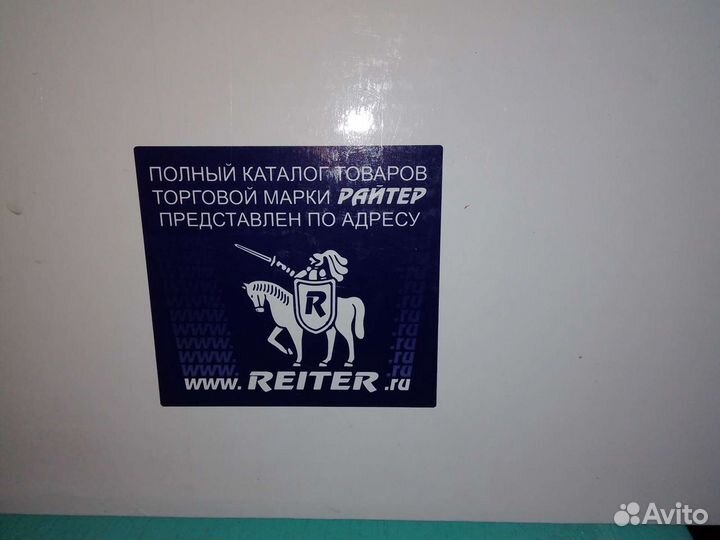 ПОЛНЫЙ КАТАЛОГ ТОВАРОВ
ТОРГОВОЙ МАРКИ РАЙТЕР
ПРЕДСТАВЛЕН ПО АДРЕСУ
R
www. REITER .ru
Avito